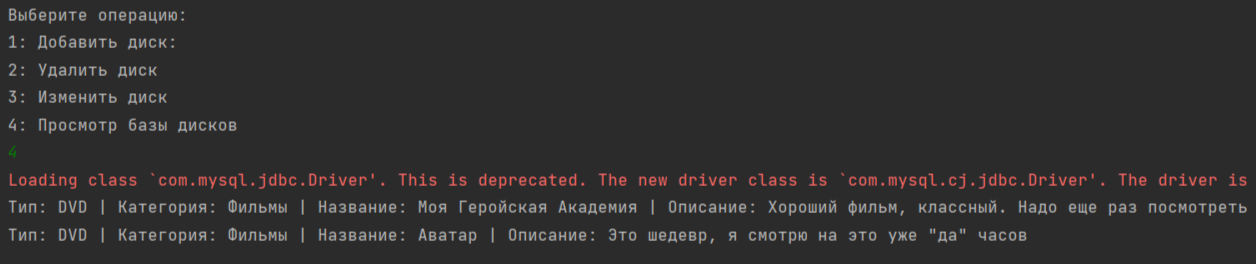 Выберите операцию:
1: Добавить диск:
2: Удалить диск
3: Изменить диск
4: Просмотр базы дисков
4
Loading class `com.mysql.jdbc.Driver'. This is deprecated. The new driver class is `com.mysql.cj.jdbc.Driver'. The driver is
Тип: DVD | Категория: Фильмы | Название: Моя Геройская Академия | Описание: Хороший фильм, классный. Надо еще раз посмотреть
Тип: DVD | Категория: Фильмы | Название: Аватар | Описание: Это шедевр, я смотрю на это уже "да" часов